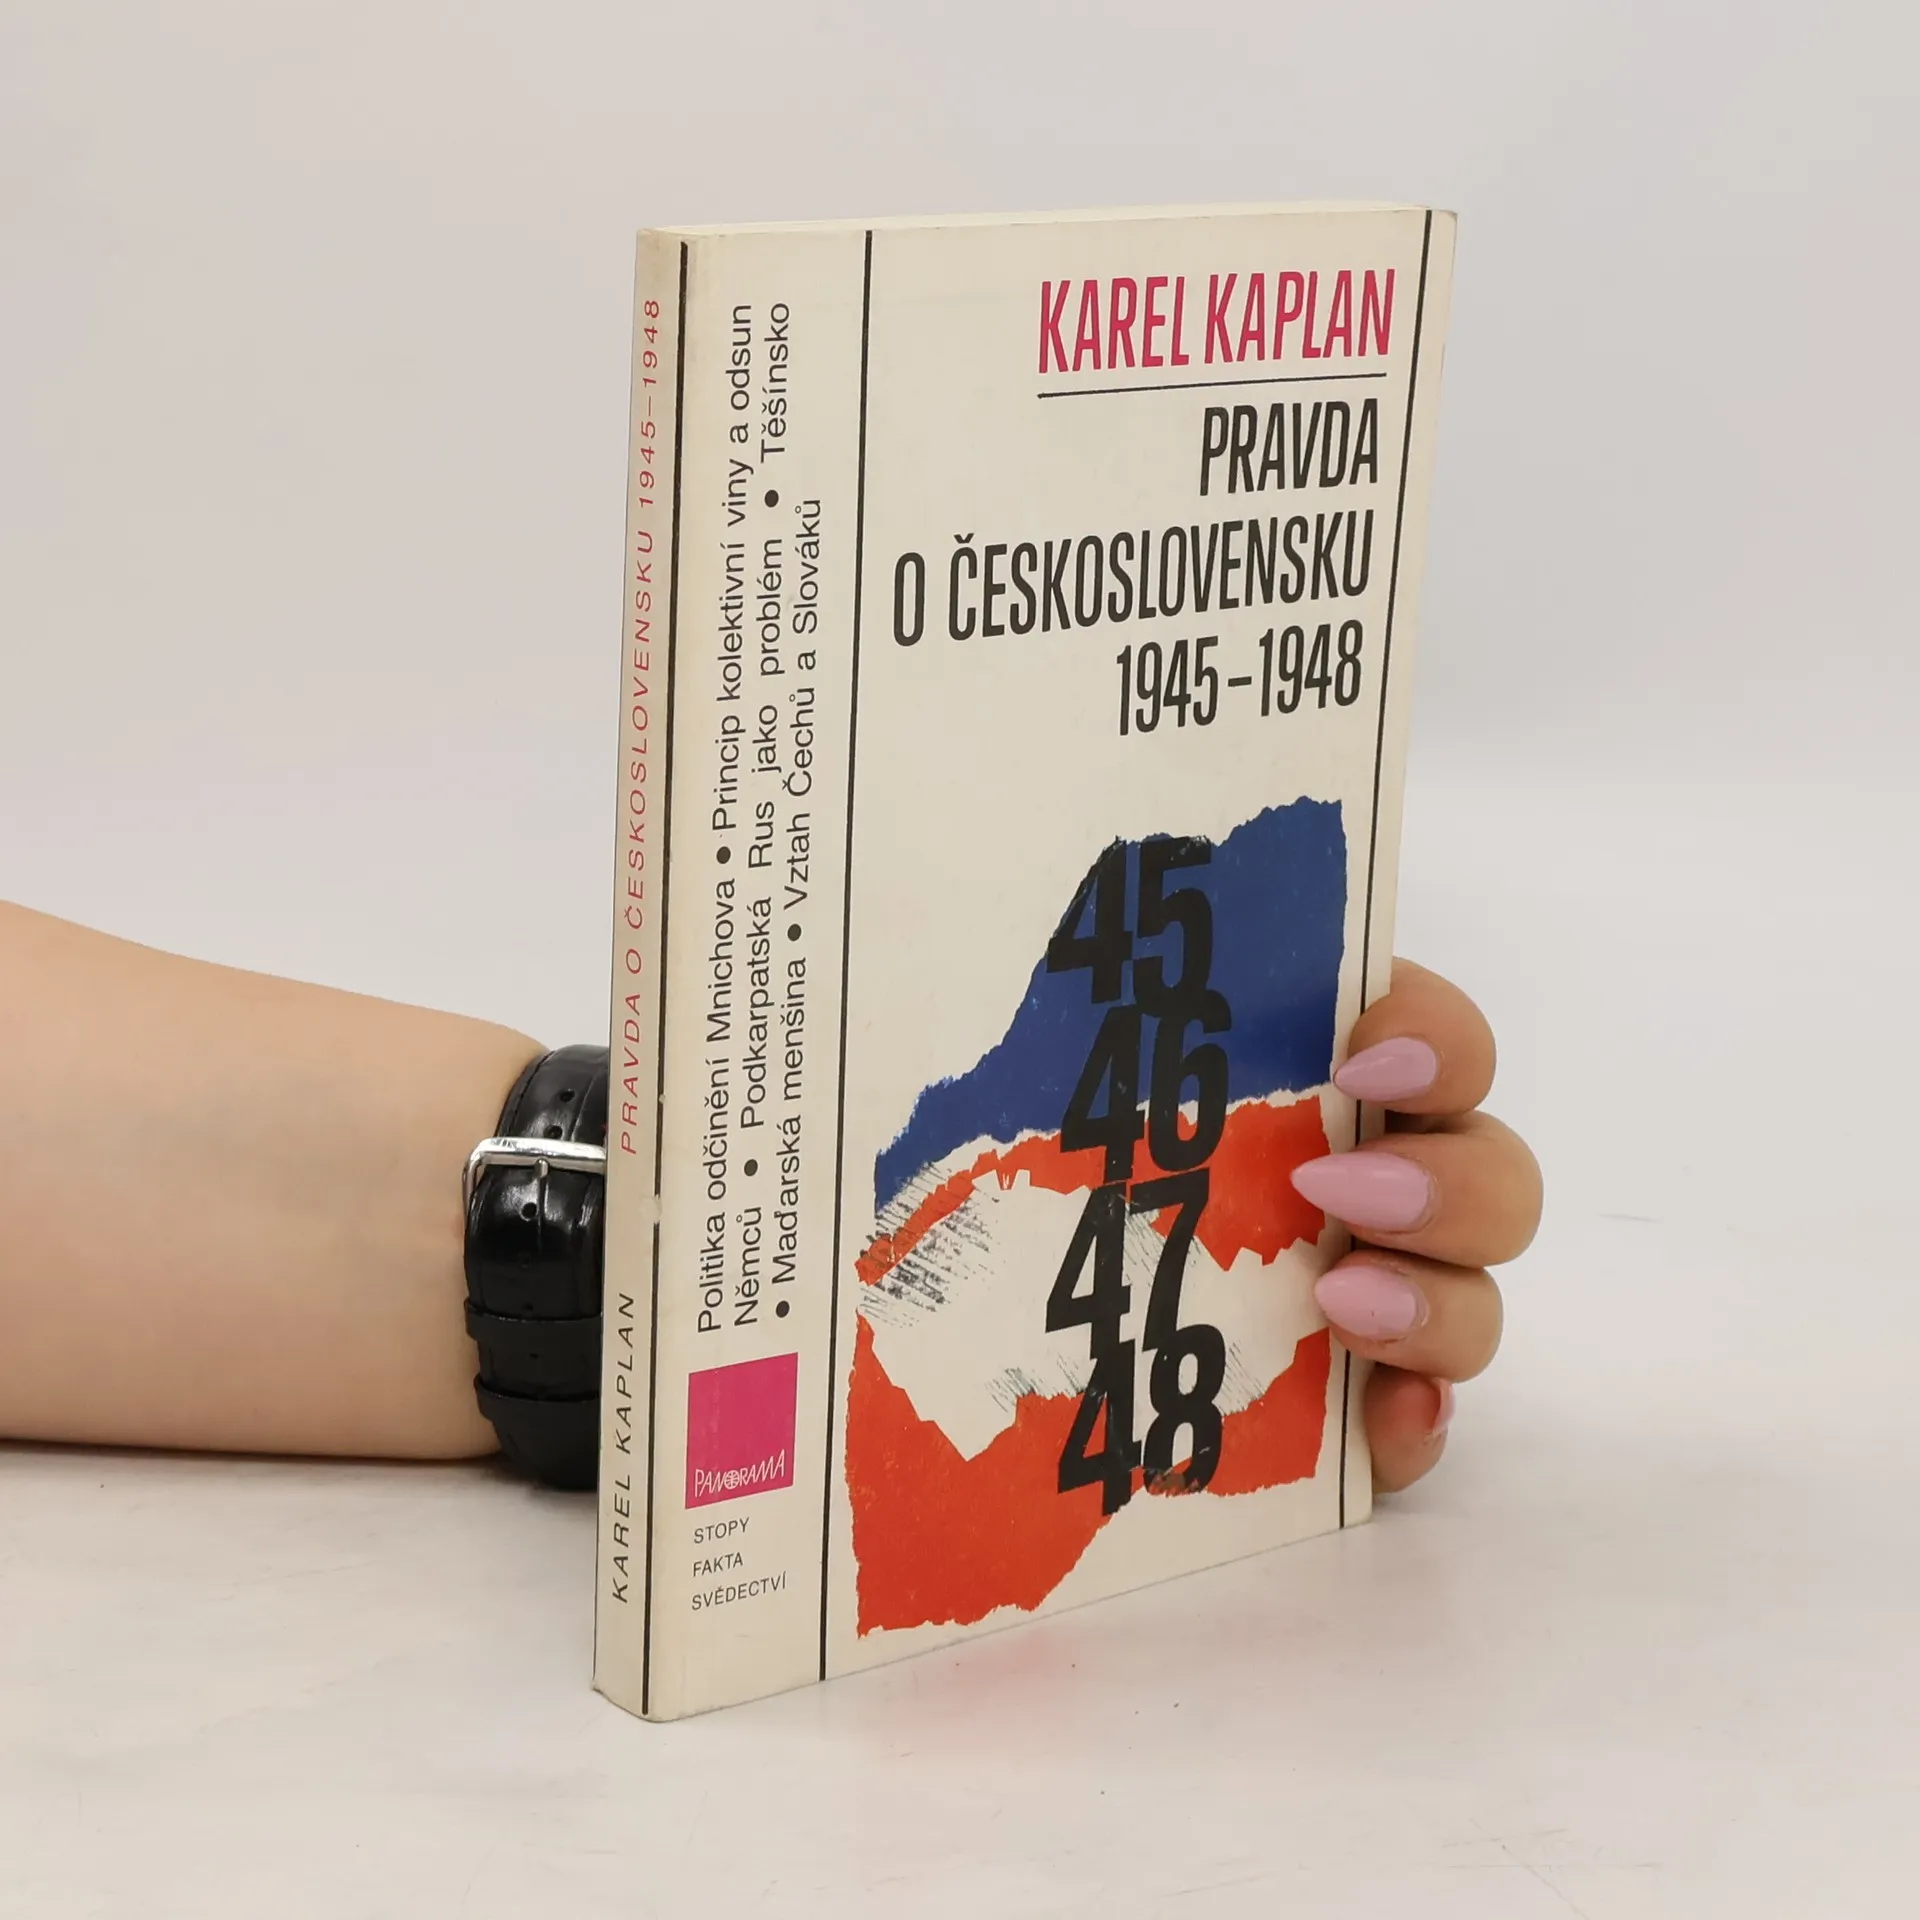 PRAVDA O ČESKOSLOVENSKU 1945–1948
KAREL KAPLAN
Politika odčinění Mnichova ● Princip kolektivní viny a odsun
Němců ● Podkarpatská Rus jako problém ● Těšínsko
● Maďarská menšina ● Vztah Čechů a Slováků
PANORAMA
STOPY
FAKTA
SVĚDECTVÍ
KAREL KAPLAN
PRAVDA
O ČESKOSLOVENSKU
1945–1948
45
46
47
48